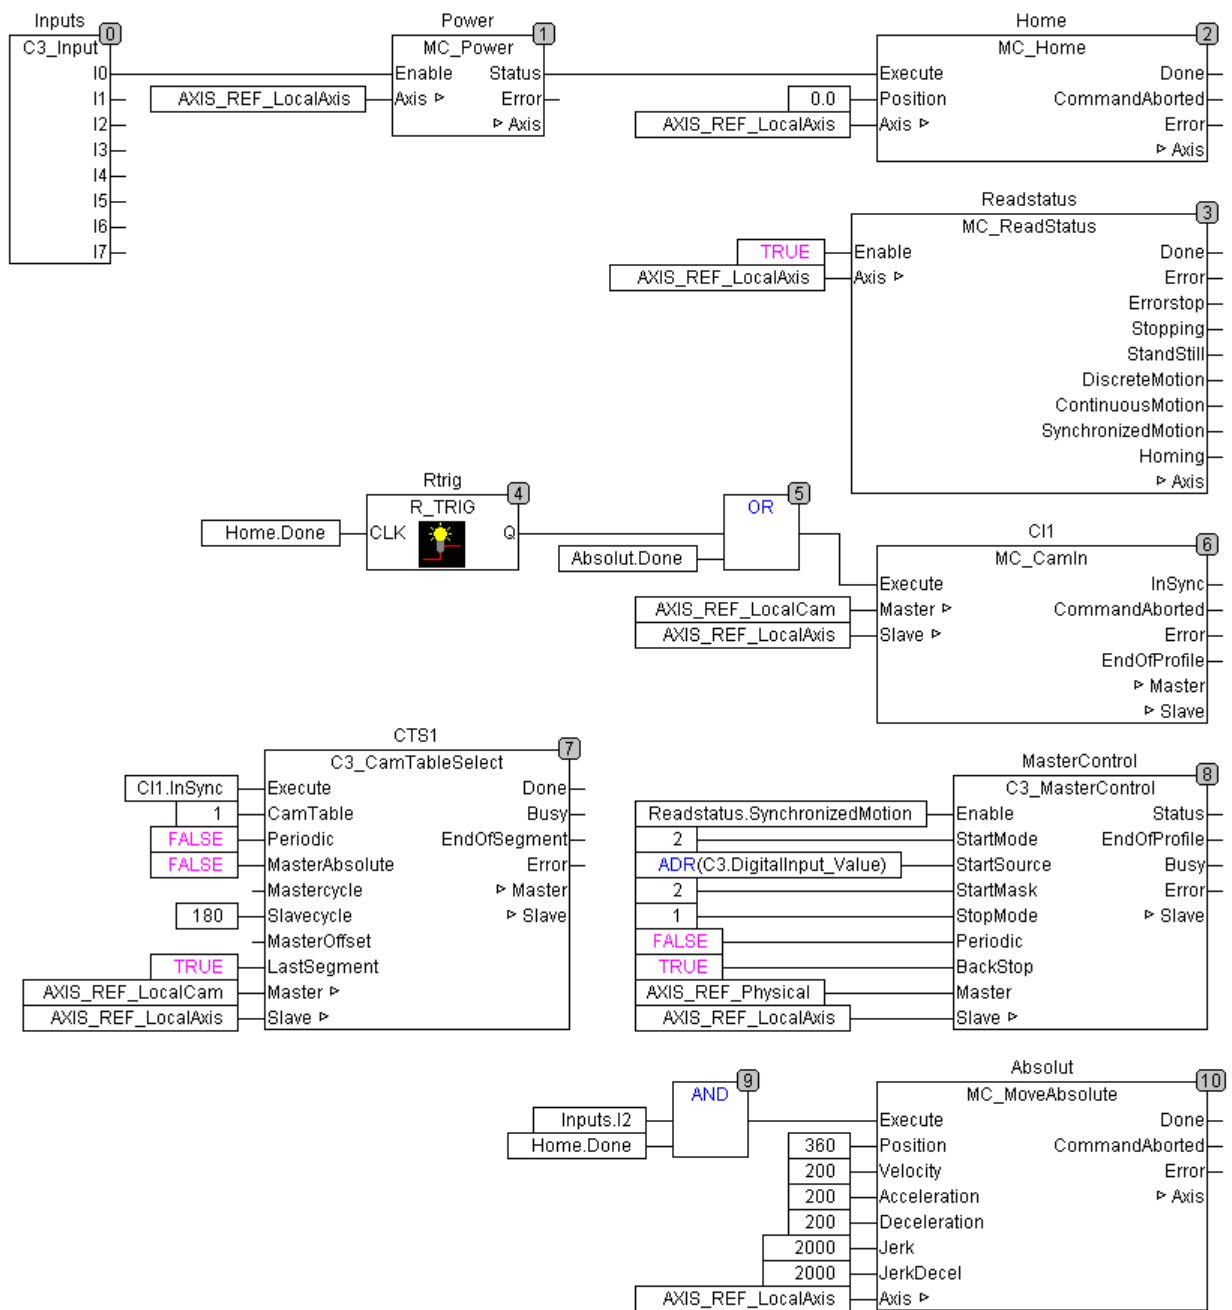 Inputs
0
C3_Input
I0
I1
I2
I3
I4
I5
I6
I7
Power
1
MC_Power
Enable Status
AXIS_REF_LocalAxis Axis Error
Axis
Home
2
MC_Home
Execute Done
0.0 Position CommandAborted
AXIS_REF_LocalAxis Axis Error
Axis
Readstatus
3
MC_ReadStatus
TRUE Enable Done
AXIS_REF_LocalAxis Axis Error
Errorstop
Stopping
StandStill
DiscreteMotion
ContinuousMotion
SynchronizedMotion
Homing
Axis
Rtrig
4
R_TRIG
Home.Done CLK Q
5
OR
Absolut.Done
CI1
6
MC_CamIn
Execute InSync
AXIS_REF_LocalCam Master CommandAborted
AXIS_REF_LocalAxis Slave Error
EndOfProfile
Master
Slave
CTS1
7
C3_CamTableSelect
CI1.InSync Execute Done
1 CamTable Busy
FALSE Periodic EndOfSegment
FALSE MasterAbsolute Error
Mastercycle Master
180 Slavecycle Slave
MasterOffset
TRUE LastSegment
AXIS_REF_LocalCam Master
AXIS_REF_LocalAxis Slave
MasterControl
8
C3_MasterControl
Readstatus.SynchronizedMotion Enable Status
2 StartMode EndOfProfile
ADR(C3.DigitalInput_Value) StartSource Busy
2 StartMask Error
1 StopMode Slave
FALSE Periodic
TRUE BackStop
AXIS_REF_Physical Master
AXIS_REF_LocalAxis Slave
9
AND
Inputs.I2
Home.Done
Absolut
10
MC_MoveAbsolute
Execute Done
360 Position CommandAborted
200 Velocity Error
200 Acceleration Axis
200 Deceleration
2000 Jerk
2000 JerkDecel
AXIS_REF_LocalAxis Axis